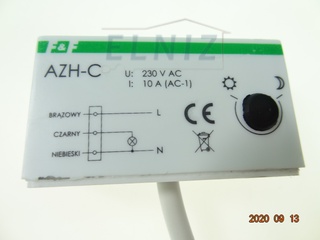 F&F
ELNIZ
AZH-C
U: 230 V AC
I: 10 A (AC-1)
BRĄZOWY L
CZARNY
NIEBIESKI N
CE
2020 09 13